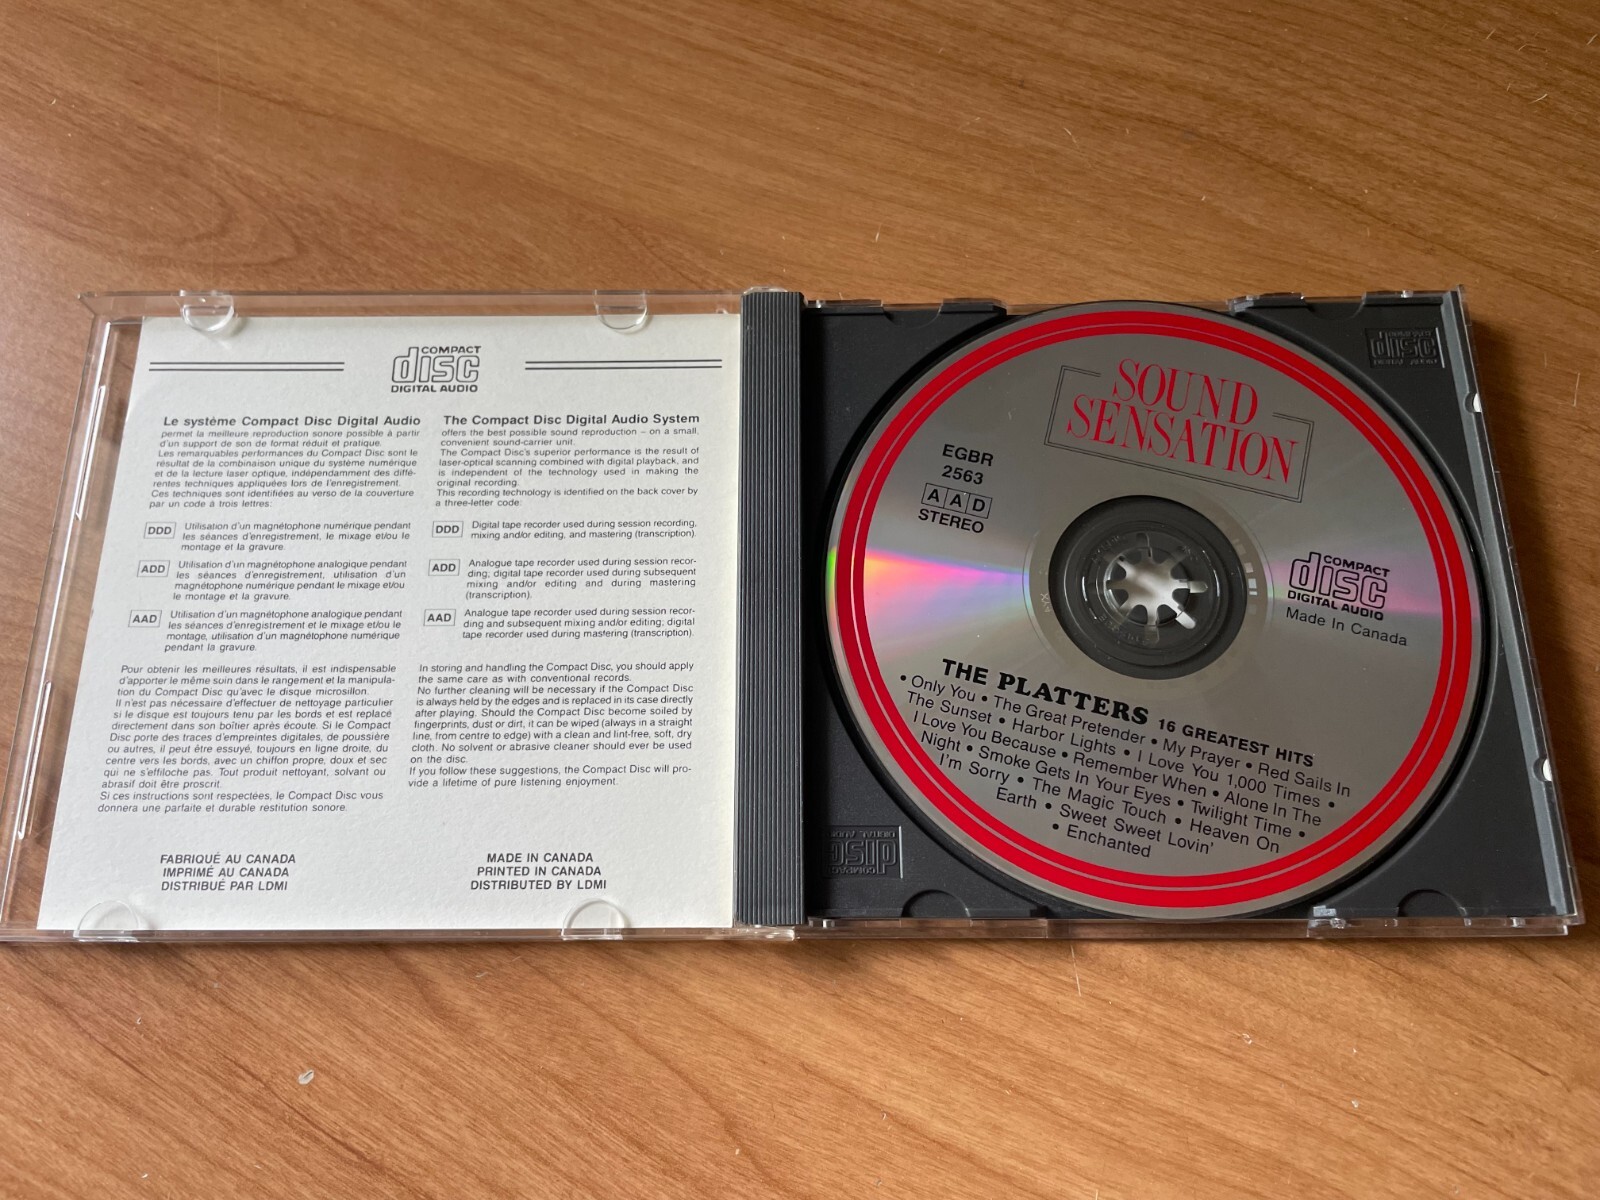 COMPACT
disc
DIGITAL AUDIO
Le système Compact Disc Digital Audio
permet la meilleure reproduction sonore possible à partir
d'un support de son de format réduit et pratique.
Les remarquables performances du Compact Disc sont le
résultat de la combinaison unique du système numérique
et de la lecture laser optique, indépendamment des diffé-
rentes techniques appliquées lors de l'enregistrement.
Ces techniques sont identifiées au verso de la couverture
par un code à trois lettres:
DDD
Utilisation d'un magnétophone numérique pendant
les séances d'enregistrement, le mixage et/ou le
montage et la gravure.
ADD
Utilisation d'un magnétophone analogique pendant
les séances d'enregistrement, utilisation d'un
magnétophone numérique pendant le mixage et/ou
le montage et la gravure.
AAD
Utilisation d'un magnétophone analogique pendant
les séances d'enregistrement et le mixage et/ou le
montage, utilisation d'un magnétophone numérique
pendant la gravure.
Pour obtenir les meilleures résultats, il est indispensable
d'apporter le même soin dans le rangement et la manipula-
tion du Compact Disc qu'avec le disque microsillon.
Il n'est pas nécessaire d'effectuer de nettoyage particulier
si le disque est toujours tenu par les bords et est replacé
directement dans son boîtier après écoute. Si le Compact
Disc porte des traces d'empreintes digitales, de poussière
ou autres, il peut être essuyé, toujours en ligne droite, du
centre vers les bords, avec un chiffon propre, doux et sec
qui ne s'effiloche pas. Tout produit nettoyant, solvant ou
abrasif doit être proscrit.
Si ces instructions sont respectées, le Compact Disc vous
donnera une parfaite et durable restitution sonore.
FABRIQUÉ AU CANADA
IMPRIMÉ AU CANADA
DISTRIBUÉ PAR LDMI
The Compact Disc Digital Audio System
offers the best possible sound reproduction – on a small,
convenient sound-carrier unit.
The Compact Disc's superior performance is the result of
laser-optical scanning combined with digital playback, and
is independent of the technology used in making the
original recording.
This recording technology is identified on the back cover by
a three-letter code:
DDD
Digital tape recorder used during session recording,
mixing and/or editing, and mastering (transcription).
ADD
Analogue tape recorder used during session recor-
ding; digital tape recorder used during subsequent
mixing and/or editing and during mastering
(transcription).
AAD
Analogue tape recorder used during session recor-
ding and subsequent mixing and/or editing; digital
tape recorder used during mastering (transcription).
In storing and handling the Compact Disc, you should apply
the same care as with conventional records.
No further cleaning will be necessary if the Compact Disc
is always held by the edges and is replaced in its case directly
after playing. Should the Compact Disc become soiled by
fingerprints, dust or dirt, it can be wiped (always in a straight
line, from centre to edge) with a clean and lint-free, soft, dry
cloth. No solvent or abrasive cleaner should ever be used
on the disc.
If you follow these suggestions, the Compact Disc will pro-
vide a lifetime of pure listening enjoyment.
MADE IN CANADA
PRINTED IN CANADA
DISTRIBUTED BY LDMI
SOUND
SENSATION
EGBR
2563
AAD
STEREO
COMPACT
disc
DIGITAL AUDIO
Made In Canada
THE PLATTERS 16 GREATEST HITS
• Only You • The Great Pretender • My Prayer • Red Sails In
The Sunset • Harbor Lights • I Love You 1,000 Times •
I Love You Because • Remember When • Alone In The
Night • Smoke Gets In Your Eyes • Twilight Time •
I'm Sorry • The Magic Touch • Heaven On
Earth • Sweet Sweet Lovin'
• Enchanted
disc
DIGITAL AUDIO
COMPACT
disc
DIGITAL AUDIO